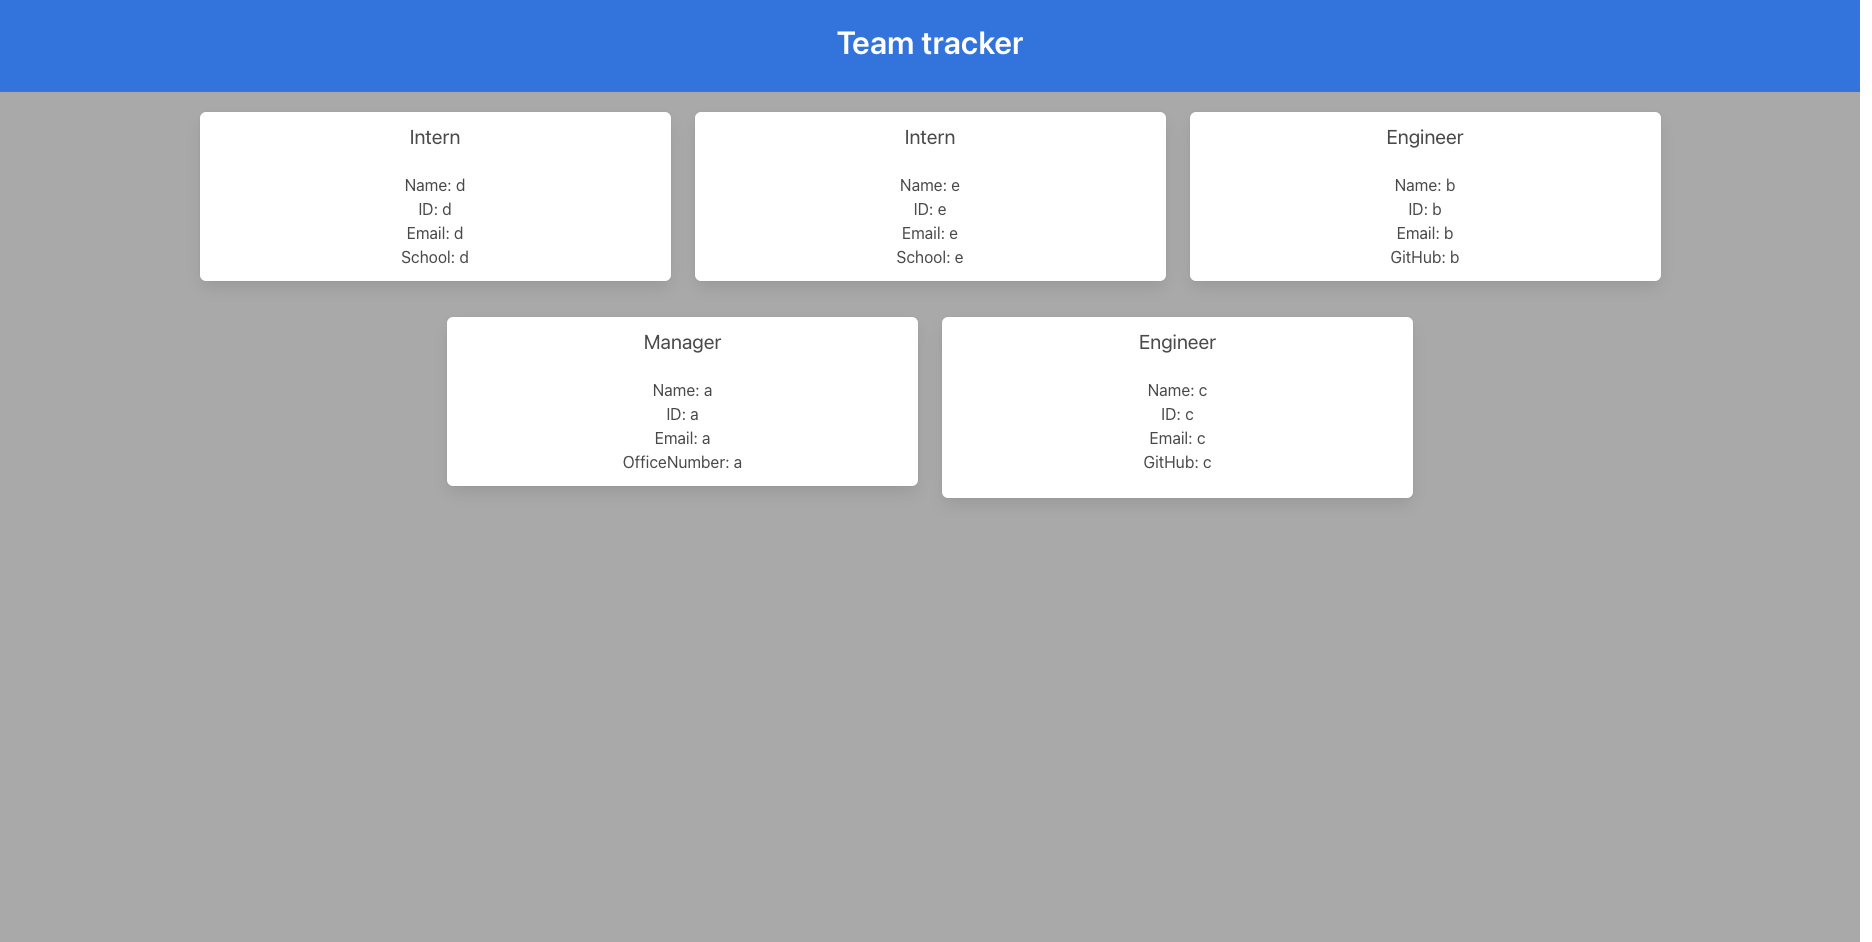 Team tracker
Intern
Name: d
ID: d
Email: d
School: d
Intern
Name: e
ID: e
Email: e
School: e
Engineer
Name: b
ID: b
Email: b
GitHub: b
Manager
Name: a
ID: a
Email: a
OfficeNumber: a
Engineer
Name: c
ID: c
Email: c
GitHub: c